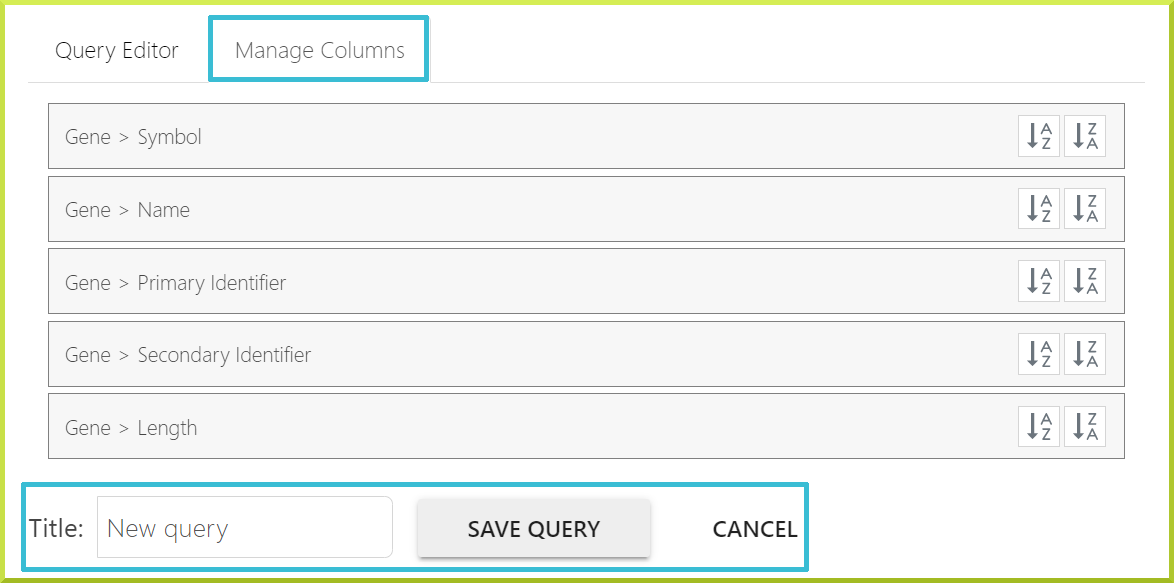 Query Editor Manage Columns
Gene > Symbol A Z Z A
Gene > Name A Z Z A
Gene > Primary Identifier A Z Z A
Gene > Secondary Identifier A Z Z A
Gene > Length A Z Z A
Title: New query SAVE QUERY CANCEL